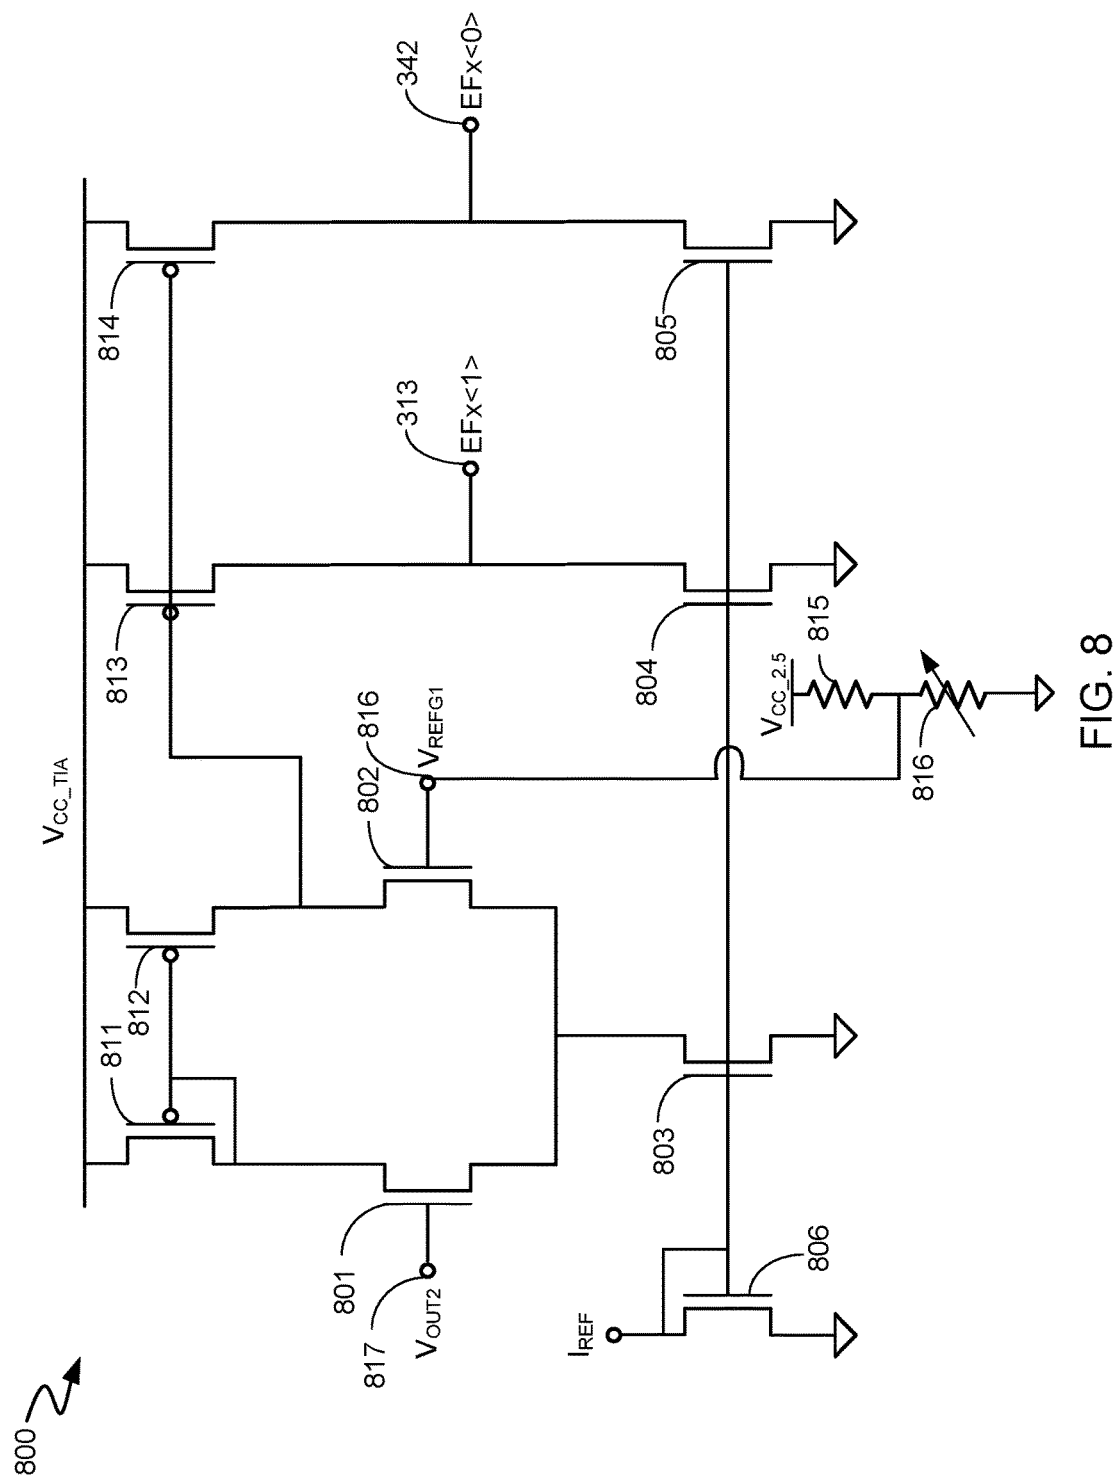 800
V_CC_TIA
811
812
813
814
801
817
V_OUT2
802
816
V_REFG1
313
EFx<1>
342
EFx<0>
I_REF
806
803
804
805
V_CC_2.5
815
816
FIG. 8